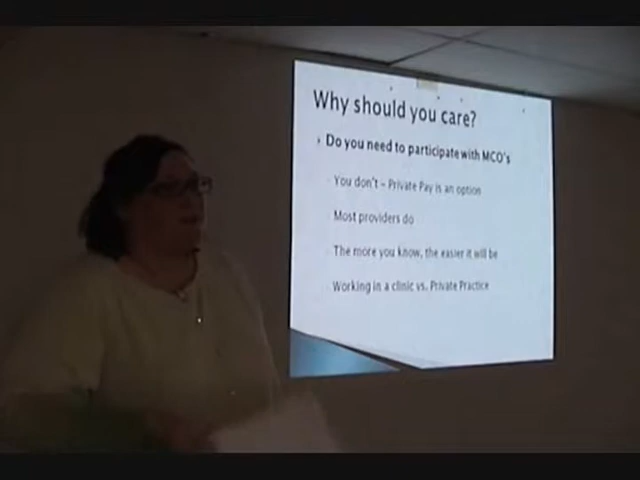 Why should you care?
Do you need to participate with MCO's
You don't – Private Pay is an option
Most providers do
The more you know, the easier it will be
Working in a clinic vs. Private Practice